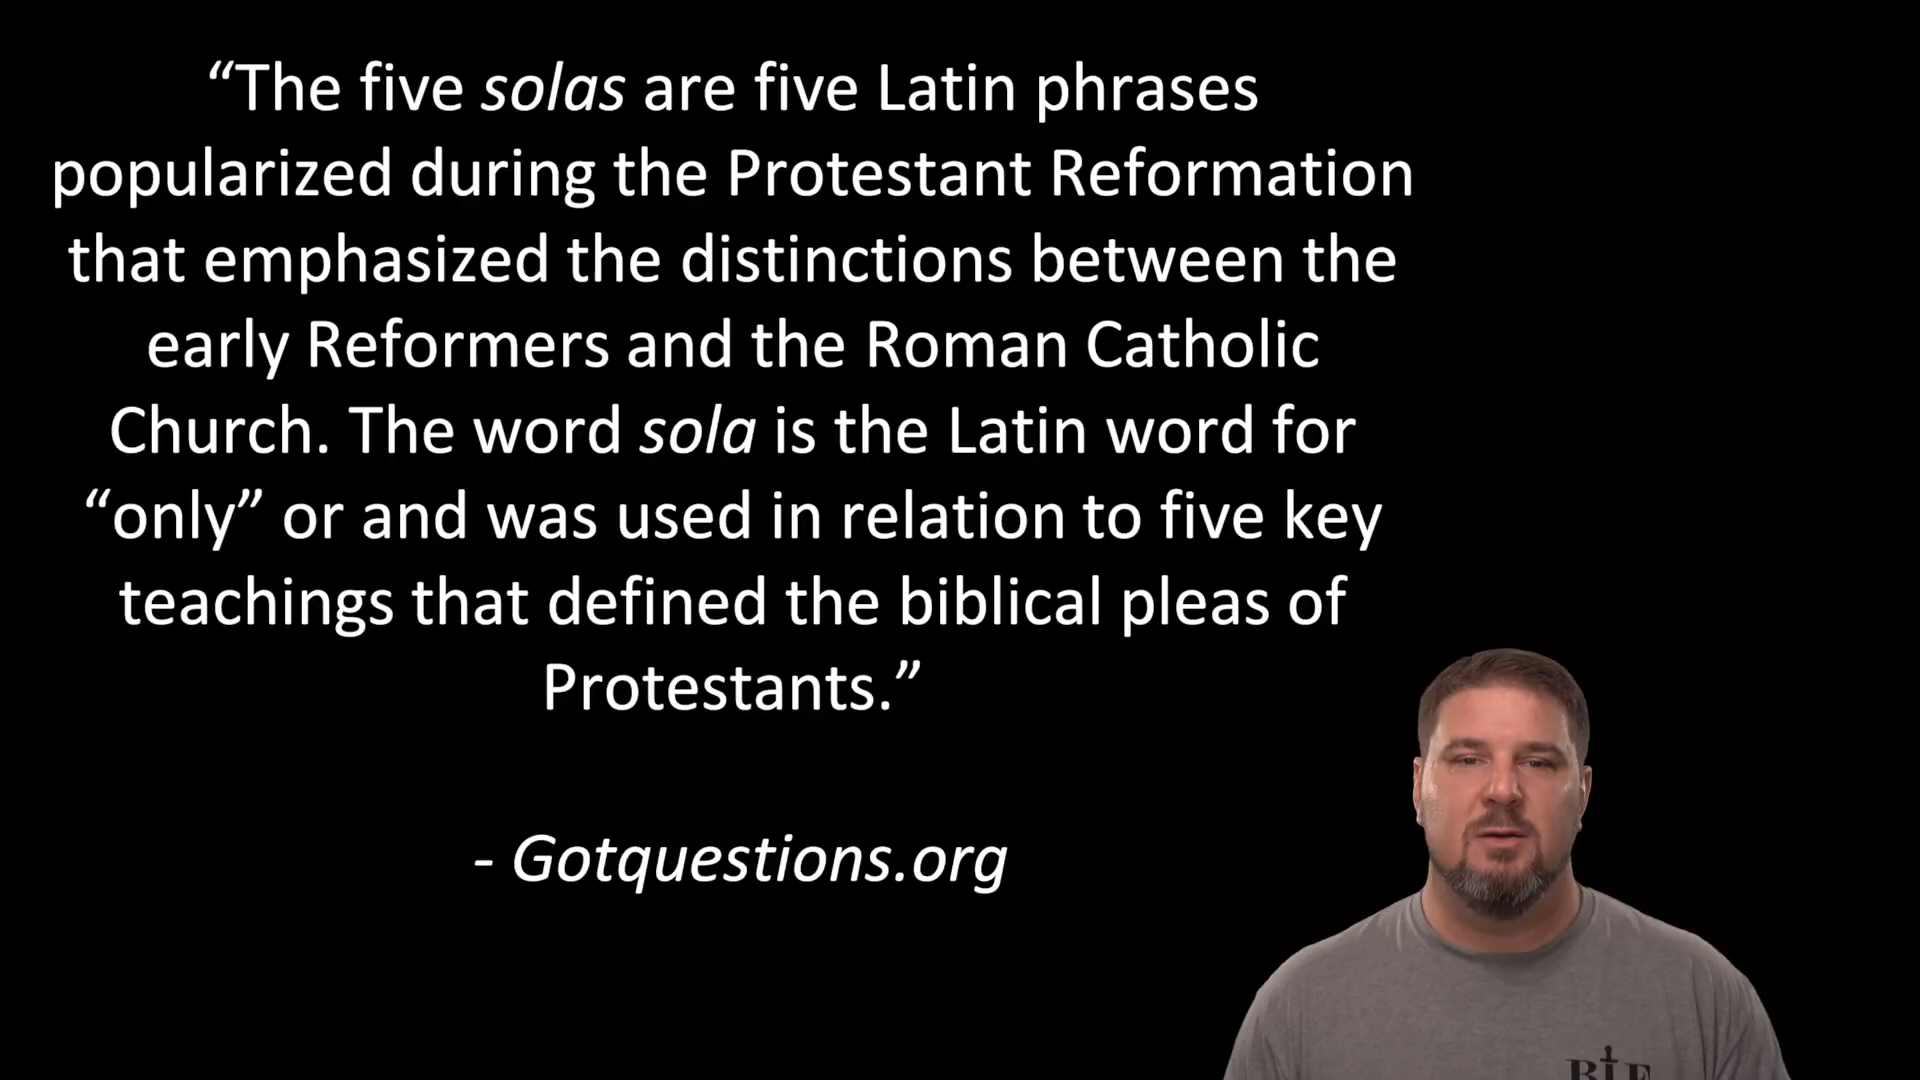 “The five solas are five Latin phrases
popularized during the Protestant Reformation
that emphasized the distinctions between the
early Reformers and the Roman Catholic
Church. The word sola is the Latin word for
“only” or and was used in relation to five key
teachings that defined the biblical pleas of
Protestants.”
- Gotquestions.org